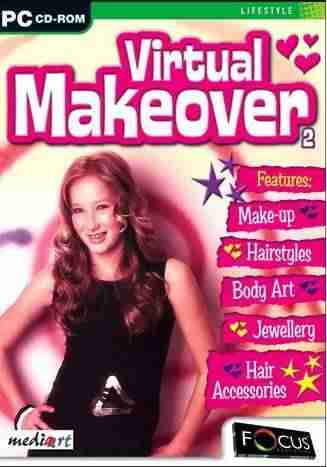 PC CD-ROM
LIFESTYLE
Virtual
Makeover
2
Features:
Make-up
Hairstyles
Body Art
Jewellery
Hair
Accessories
mediart
FOCUS